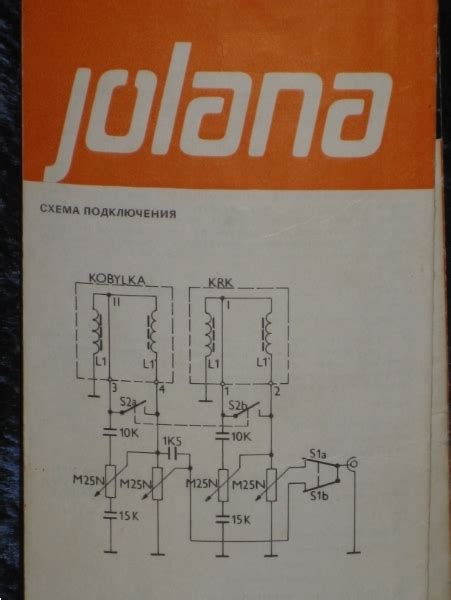 jolana
СХЕМА ПОДКЛЮЧЕНИЯ
KOBYLKA KRK
II I
L1 L1' L1 L1'
3 4 1 2
S2a S2b
10K 1K5 10K
S1a
M25N M25N M25N M25N
S1b
15K 15K